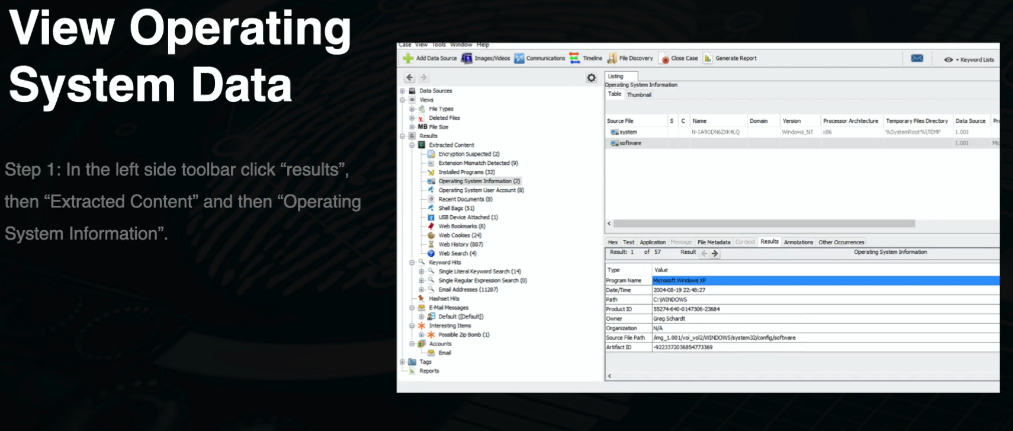 View Operating
System Data
Step 1: In the left side toolbar click “results”,
then “Extracted Content” and then “Operating
System Information”.
Case View Tools Window Help
Add Data Source Images/Videos Communications Timeline File Discovery Close Case Generate Report Keyword Lists
Data Sources
Views
File Types
Deleted Files
MB File Size
Results
Extracted Content
Encryption Suspected (2)
Extension Mismatch Detected (9)
Installed Programs (32)
Operating System Information (2)
Operating System User Account (8)
Recent Documents (8)
Shell Bags (51)
USB Device Attached (1)
Web Bookmarks (6)
Web Cookies (24)
Web History (887)
Web Search (4)
Keyword Hits
Single Literal Keyword Search (14)
Single Regular Expression Search (0)
Email Addresses (11287)
Hashset Hits
E-Mail Messages
Default ([Default])
Interesting Items
Possible Zip Bomb (1)
Accounts
Email
Tags
Reports
Listing
Operating System Information
Table Thumbnail
Source File S C Name Domain Version Processor Architecture Temporary Files Directory Data Source
system N-1A9ODN6ZXK4LQ Windows_NT x86 %SystemRoot%\TEMP 1.001
software 1.001
Hex Text Application Message File Metadata Context Results Annotations Other Occurrences
Result: 1 of 57 Result Operating System Information
Type Value
Program Name Microsoft Windows XP
Date/Time 2004-08-19 22:48:27
Path C:\WINDOWS
Product ID 55274-640-0147306-23684
Owner Greg Schardt
Organization N/A
Source File Path /img_1.001/vol_vol2/WINDOWS/system32/config/software
Artifact ID -9223372036854773369